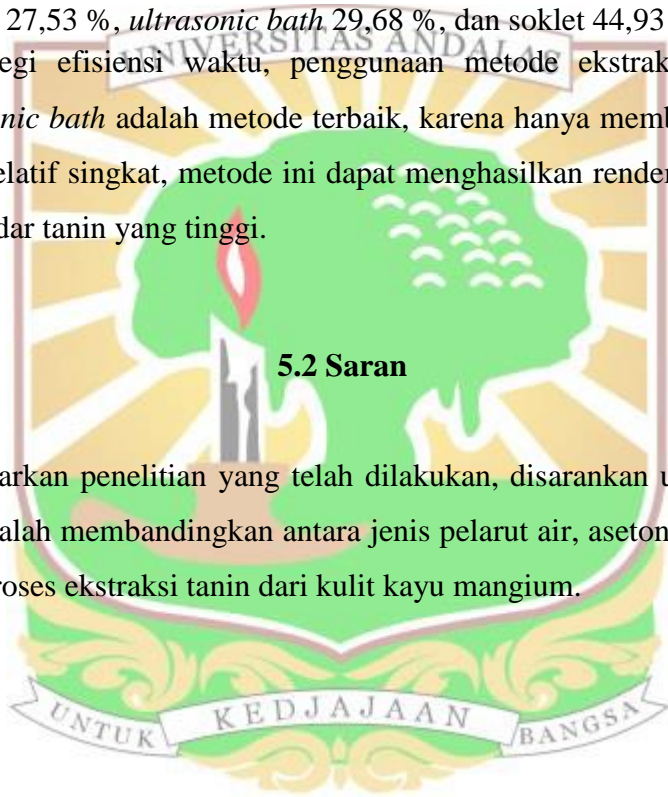 27,53 %, ultrasonic bath 29,68 %, dan soklet 44,93
UNIVERSITAS ANDALAS
egi efisiensi waktu, penggunaan metode ekstrak
nic bath adalah metode terbaik, karena hanya memb
elatif singkat, metode ini dapat menghasilkan render
dar tanin yang tinggi.
5.2 Saran
arkan penelitian yang telah dilakukan, disarankan u
alah membandingkan antara jenis pelarut air, aseton
roses ekstraksi tanin dari kulit kayu mangium.
UNTUK KEDJAJAAN BANGSA